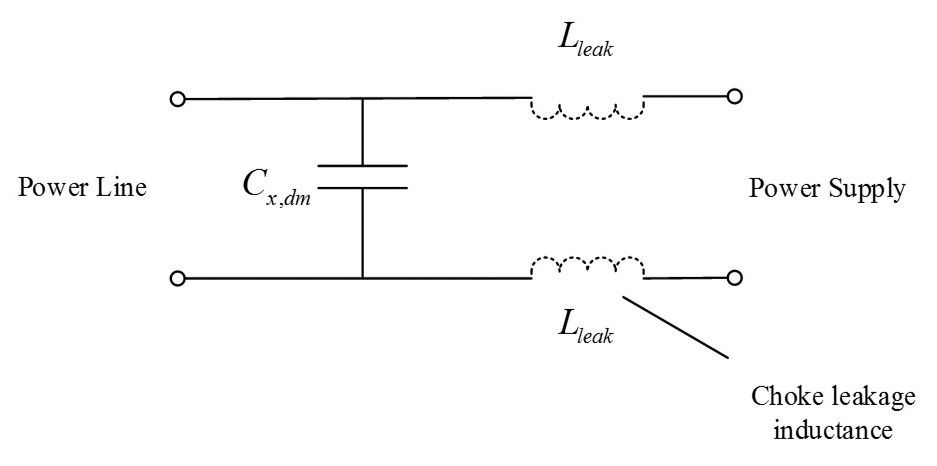 L_leak
Power Line
C_x,dm
Power Supply
L_leak
Choke leakage
inductance